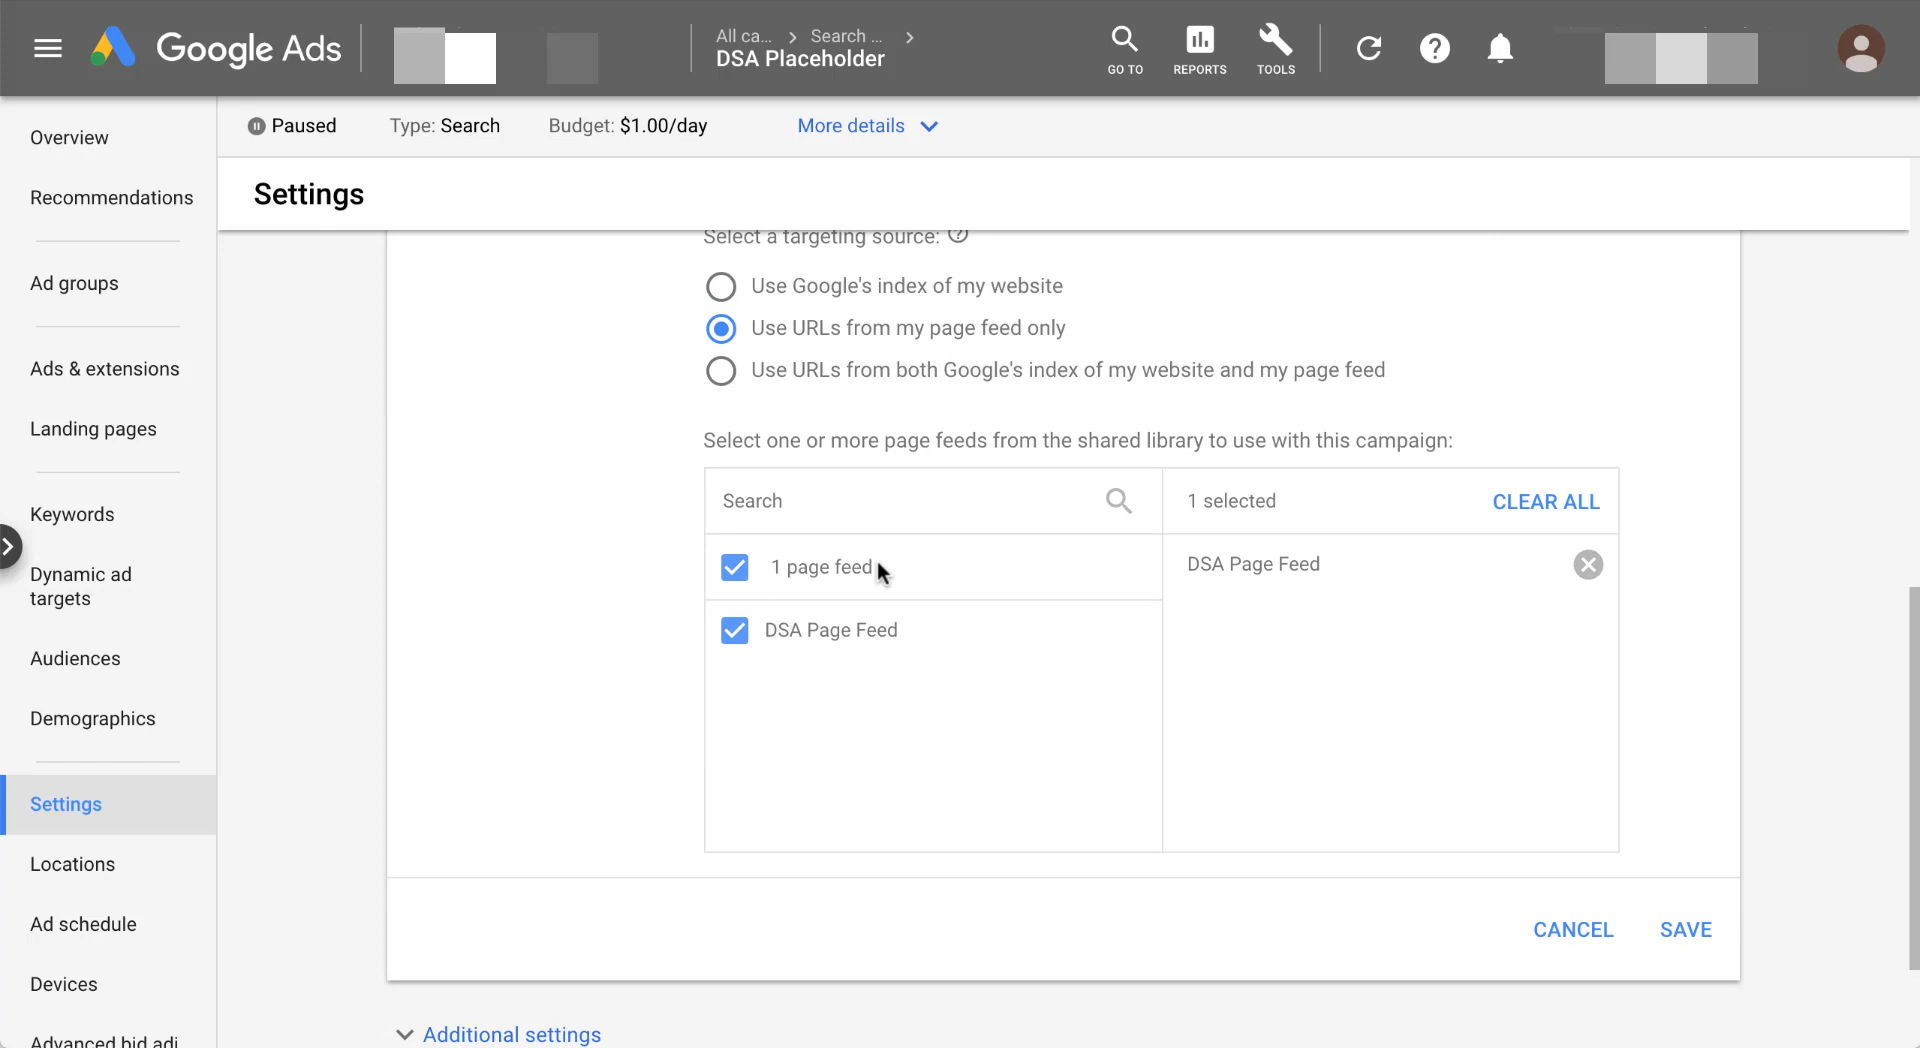 Google Ads
All ca... > Search ... >
DSA Placeholder
GO TO
REPORTS
TOOLS
Paused
Type: Search
Budget: $1.00/day
More details
Overview
Recommendations
Ad groups
Ads & extensions
Landing pages
Keywords
Dynamic ad
targets
Audiences
Demographics
Settings
Locations
Ad schedule
Devices
Advanced bid adj
Settings
Select a targeting source:
Use Google's index of my website
Use URLs from my page feed only
Use URLs from both Google's index of my website and my page feed
Select one or more page feeds from the shared library to use with this campaign:
Search
1 selected
CLEAR ALL
1 page feed
DSA Page Feed
DSA Page Feed
CANCEL
SAVE
Additional settings